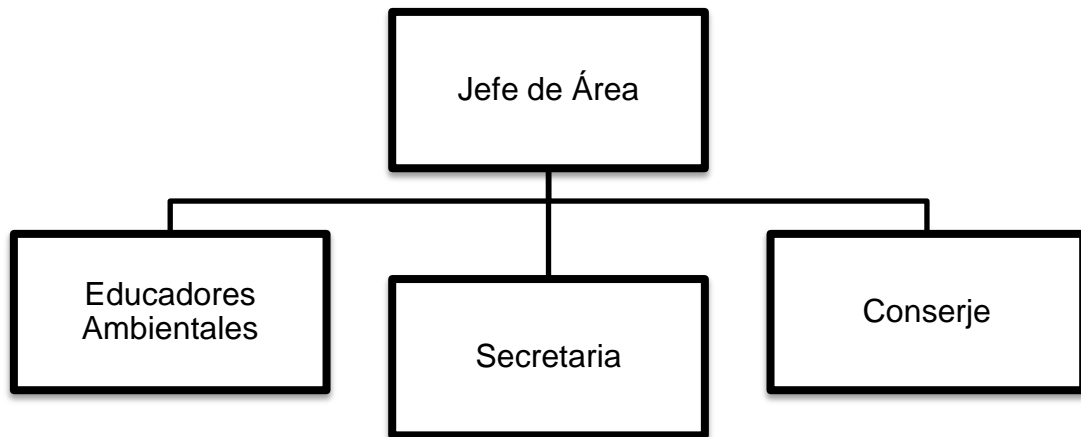 Jefe de Área
Educadores
Ambientales
Secretaria
Conserje